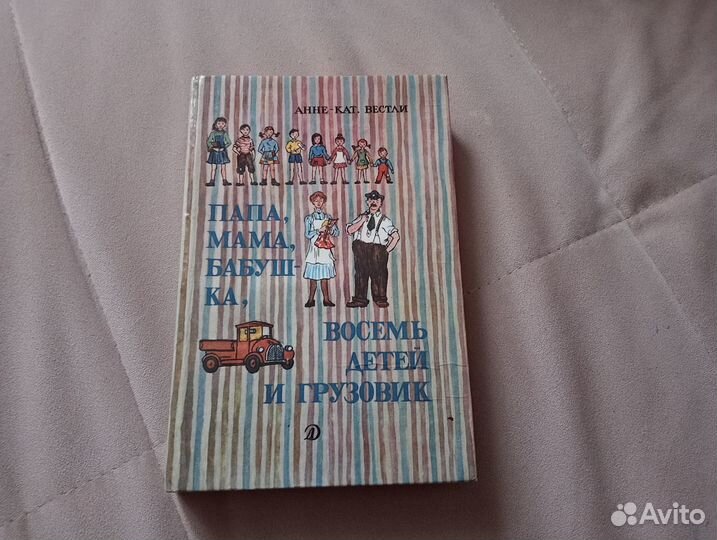 АННЕ-КАТ. ВЕСТЛИ
ПАПА,
МАМА,
БАБУШ-
КА,
ВОСЕМЬ
ДЕТЕЙ
И ГРУЗОВИК
Д
Avito